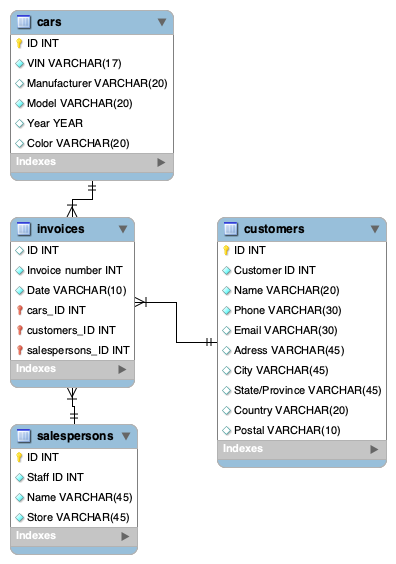 cars
ID INT
VIN VARCHAR(17)
Manufacturer VARCHAR(20)
Model VARCHAR(20)
Year YEAR
Color VARCHAR(20)
Indexes
invoices
ID INT
Invoice number INT
Date VARCHAR(10)
cars_ID INT
customers_ID INT
salespersons_ID INT
Indexes
customers
ID INT
Customer ID INT
Name VARCHAR(20)
Phone VARCHAR(30)
Email VARCHAR(30)
Adress VARCHAR(45)
City VARCHAR(45)
State/Province VARCHAR(45)
Country VARCHAR(20)
Postal VARCHAR(10)
Indexes
salespersons
ID INT
Staff ID INT
Name VARCHAR(45)
Store VARCHAR(45)
Indexes